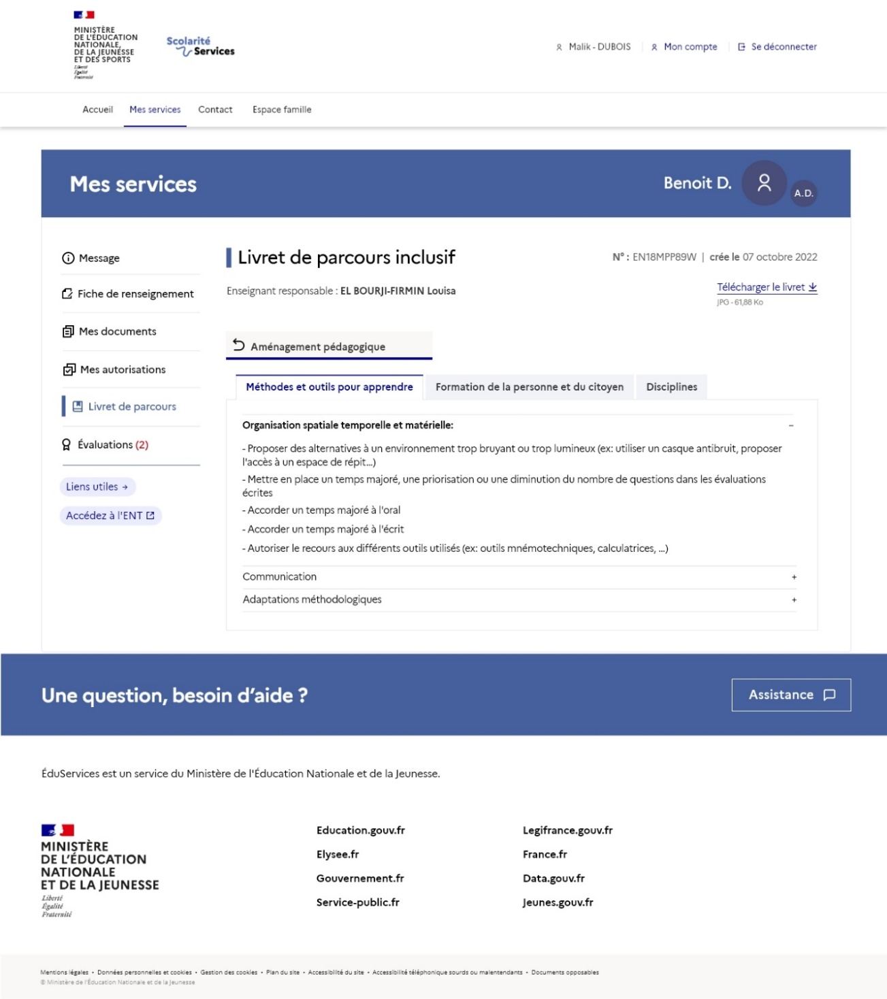 MINISTÈRE
DE L'ÉDUCATION
NATIONALE,
DE LA JEUNESSE
ET DES SPORTS
Liberté
Égalité
Fraternité
Scolarité
Services
Malik - DUBOIS
Mon compte
Se déconnecter
Accueil
Mes services
Contact
Espace famille
Mes services
Benoit D.
A.D.
Message
Fiche de renseignement
Mes documents
Mes autorisations
Livret de parcours
Évaluations (2)
Liens utiles →
Accédez à l'ENT
Livret de parcours inclusif
N° : EN18MPP89W | crée le 07 octobre 2022
Enseignant responsable : EL BOURJI-FIRMIN Louisa
Télécharger le livret
JPG - 61,88 Ko
Aménagement pédagogique
Méthodes et outils pour apprendre
Formation de la personne et du citoyen
Disciplines
Organisation spatiale temporelle et matérielle: −
- Proposer des alternatives à un environnement trop bruyant ou trop lumineux (ex: utiliser un casque antibruit, proposer
l'accès à un espace de répit...)
- Mettre en place un temps majoré, une priorisation ou une diminution du nombre de questions dans les évaluations
écrites
- Accorder un temps majoré à l'oral
- Accorder un temps majoré à l'écrit
- Autoriser le recours aux différents outils utilisés (ex: outils mnémotechniques, calculatrices, ...)
Communication +
Adaptations méthodologiques +
Une question, besoin d’aide ?
Assistance
ÉduServices est un service du Ministère de l'Éducation Nationale et de la Jeunesse.
MINISTÈRE
DE L’ÉDUCATION
NATIONALE
ET DE LA JEUNESSE
Liberté
Égalité
Fraternité
Education.gouv.fr
Elysee.fr
Gouvernement.fr
Service-public.fr
Legifrance.gouv.fr
France.fr
Data.gouv.fr
Jeunes.gouv.fr
Mentions légales • Données personnelles et cookies • Gestion des cookies • Plan du site • Accessibilité du site • Accessibilité téléphonique sourds ou malentendants • Documents opposables
© Ministère de l'Éducation Nationale et de la Jeunesse